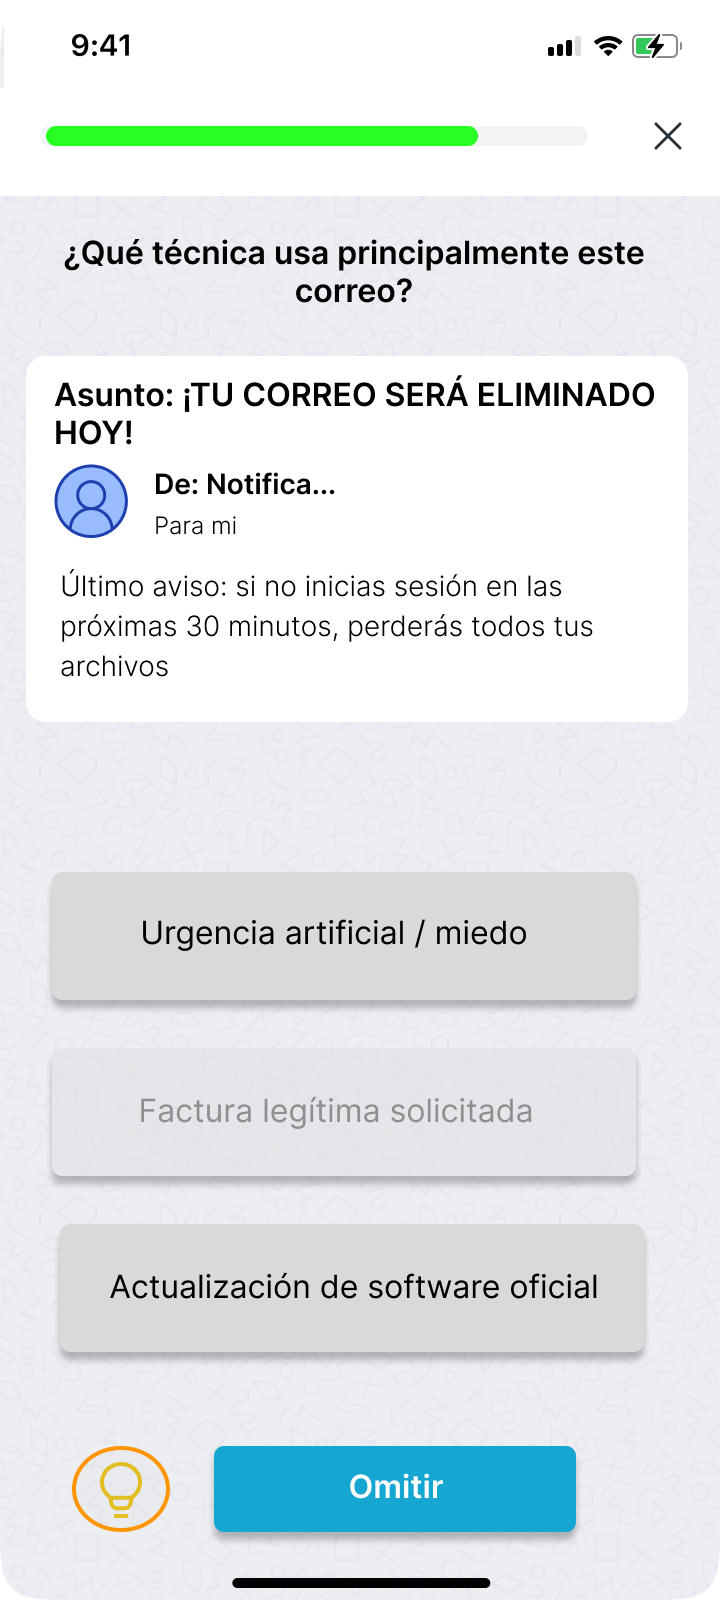 9:41
¿Qué técnica usa principalmente este
correo?
Asunto: ¡TU CORREO SERÁ ELIMINADO
HOY!
De: Notifica...
Para mi
Último aviso: si no inicias sesión en las
próximas 30 minutos, perderás todos tus
archivos
Urgencia artificial / miedo
Factura legítima solicitada
Actualización de software oficial
Omitir